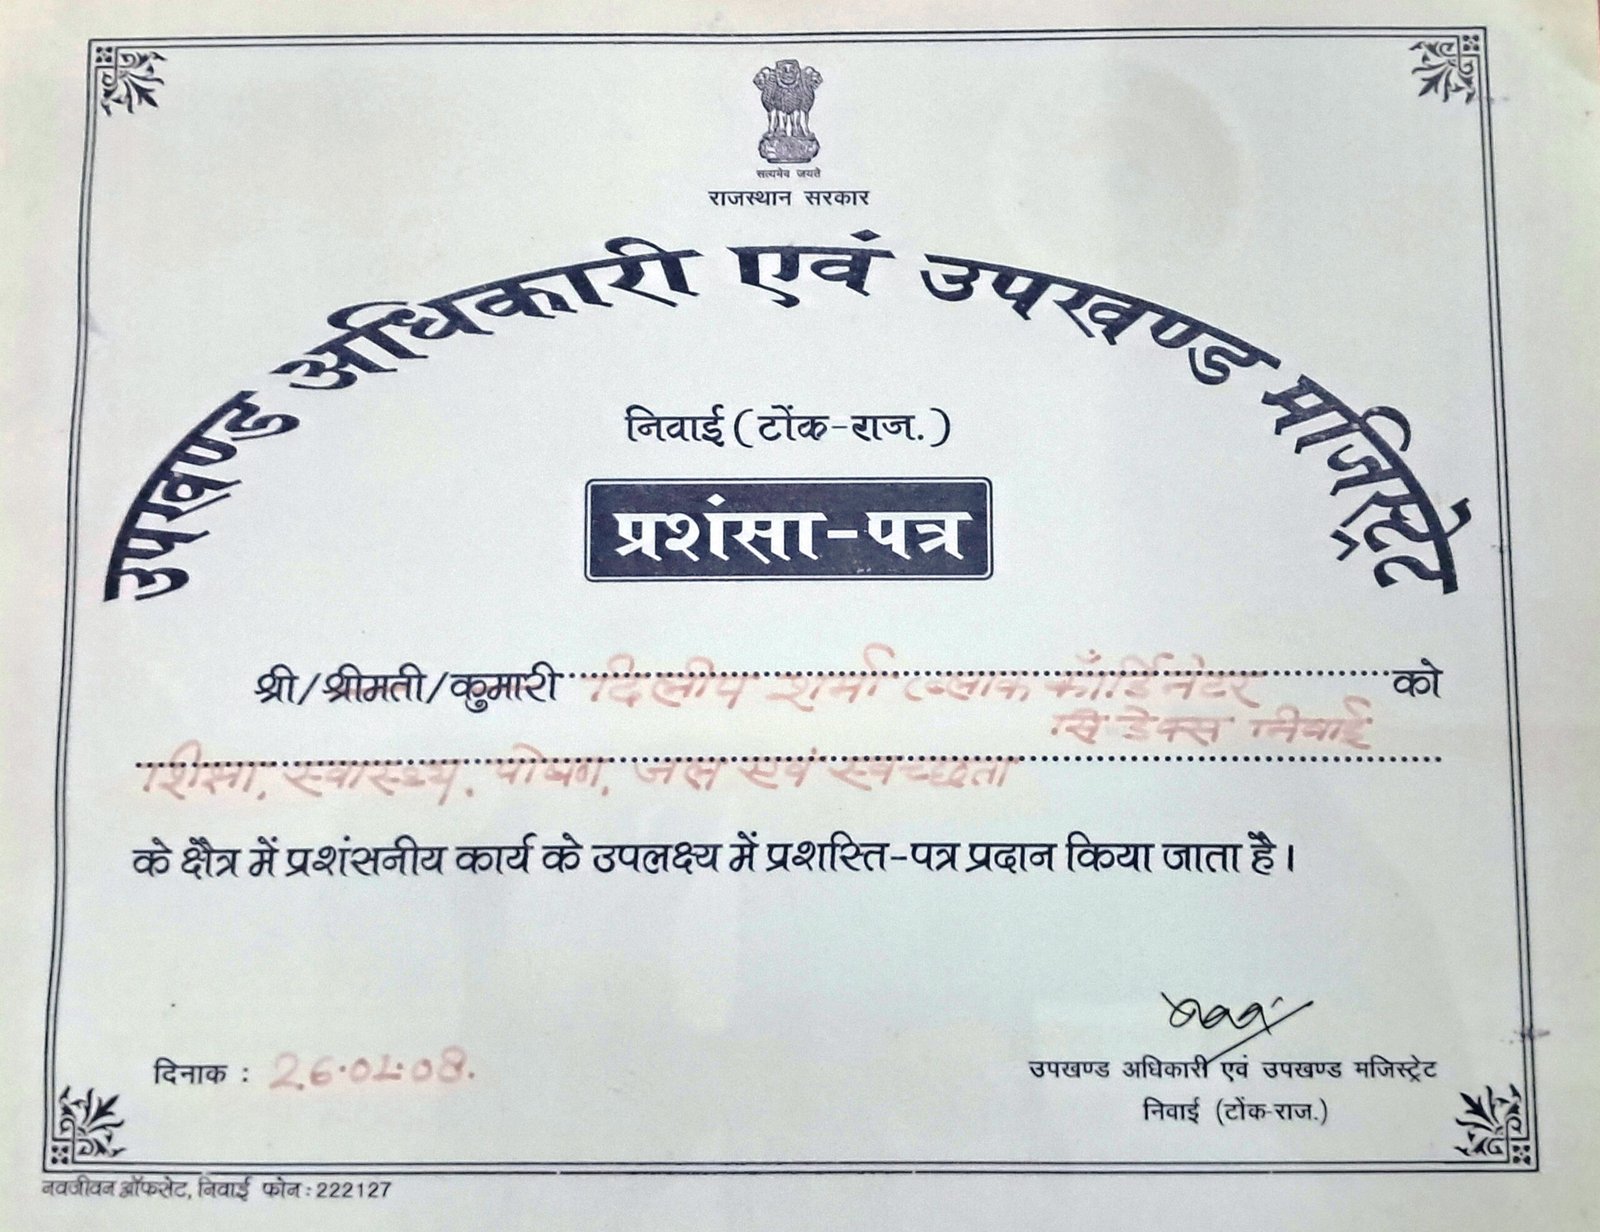 सत्यमेव जयते
राजस्थान सरकार
उपखण्ड अधिकारी एवं उपखण्ड मजिस्ट्रेट
निवाई (टोंक-राज.)
प्रशंसा-पत्र
श्री/श्रीमती/कुमारी दिलीप शर्मा ब्लाक कॉर्डिनेटर को
सिडेक्स निवाई
शिक्षा, स्वास्थ्य, पोषण, जल एवं स्वच्छता
के क्षैत्र में प्रशंसनीय कार्य के उपलक्ष्य में प्रशस्ति-पत्र प्रदान किया जाता है।
दिनाक : 26.01.08.
उपखण्ड अधिकारी एवं उपखण्ड मजिस्ट्रेट
निवाई (टोंक-राज.)
नवजीवन ऑफसेट, निवाई फोन : 222127